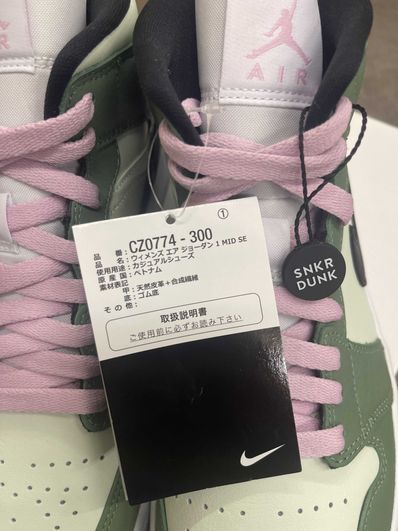 AIR
①
品 番: CZ0774-300
品 名: ウィメンズ エア ジョーダン 1 MID SE
使用用途: カジュアルシューズ
原 産 国: ベトナム
素材表記
甲: 天然皮革+合成繊維
底: ゴム底
その他:
取扱説明書
ご使用前に必ずお読み下さい
SNKR
DUNK